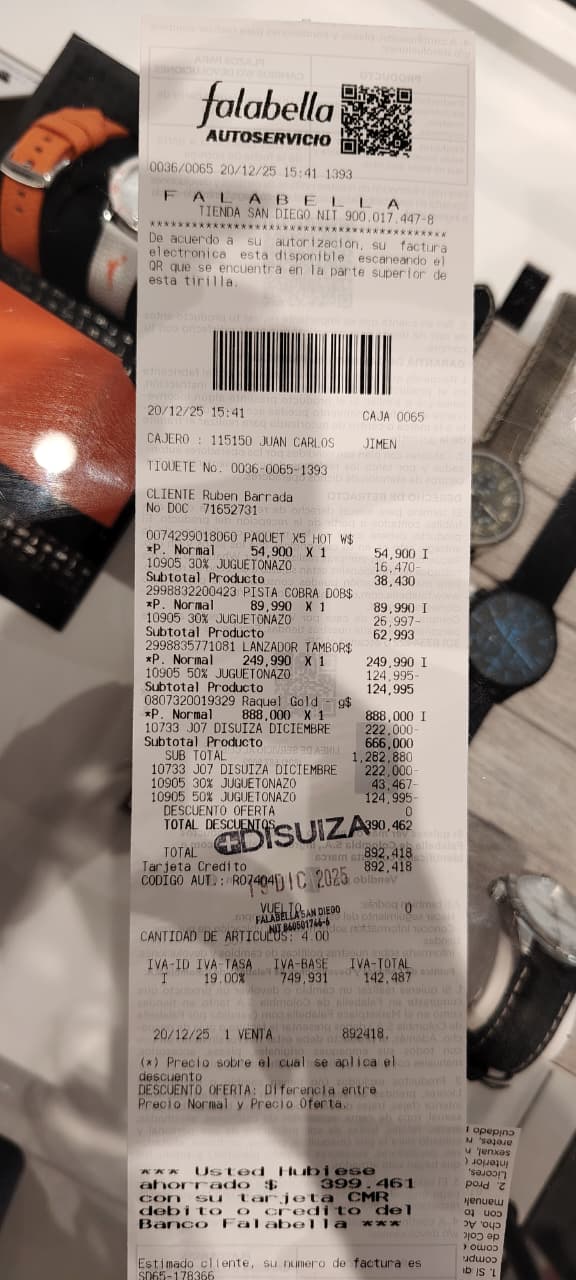 falabella
AUTOSERVICIO
0036/0065 20/12/25 15:41 1393
F A L A B E L L A
TIENDA SAN DIEGO NIT 900.017.447-8
******************************************
De acuerdo a su autorización, su factura
electronica esta disponible escaneando el
QR que se encuentra en la parte superior de
esta tirilla.
20/12/25 15:41 CAJA 0065
CAJERO : 115150 JUAN CARLOS JIMEN
TIQUETE No. 0036-0065-1393
CLIENTE Ruben Barrada
No DOC 71652731
0074299018060 PAQUET X5 HOT W$
*P. Normal 54,900 X 1 54,900 I
10905 30% JUGUETONAZO 16,470-
Subtotal Producto 38,430
2998832200423 PISTA COBRA DOB$
*P. Normal 89,990 X 1 89,990 I
10905 30% JUGUETONAZO 26,997-
Subtotal Producto 62,993
2998835771081 LANZADOR TAMBOR$
*P. Normal 249,990 X 1 249,990 I
10905 50% JUGUETONAZO 124,995-
Subtotal Producto 124,995
0807320019329 Raquel Gold - g$
*P. Normal 888,000 X 1 888,000 I
10733 J07 DISUIZA DICIEMBRE 222,000-
Subtotal Producto 666,000
SUB TOTAL 1,282,880
10733 J07 DISUIZA DICIEMBRE 222,000-
10905 30% JUGUETONAZO 43,467-
10905 50% JUGUETONAZO 124,995-
DESCUENTO OFERTA 0
TOTAL DESCUENTOS 390,462
DISUIZA
TOTAL 892,418
Tarjeta Credito 892,418
CODIGO AUT.: R07404
19 DIC 2025
VUELTO 0
FALABELLA SAN DIEGO
NIT 860501744-6
CANTIDAD DE ARTICULOS: 4.00
IVA-ID IVA-TASA IVA-BASE IVA-TOTAL
I 19.00% 749,931 142,487
20/12/25 1 VENTA 892418.
(*) Precio sobre el cual se aplica el
descuento
DESCUENTO OFERTA: Diferencia entre
Precio Normal y Precio Oferta.
*** Usted Hubiese
ahorrado $ 399.461
con su tarjeta CMR
debito o credito del
Banco Falabella ***
Estimado cliente, su numero de factura es
SD65-178366